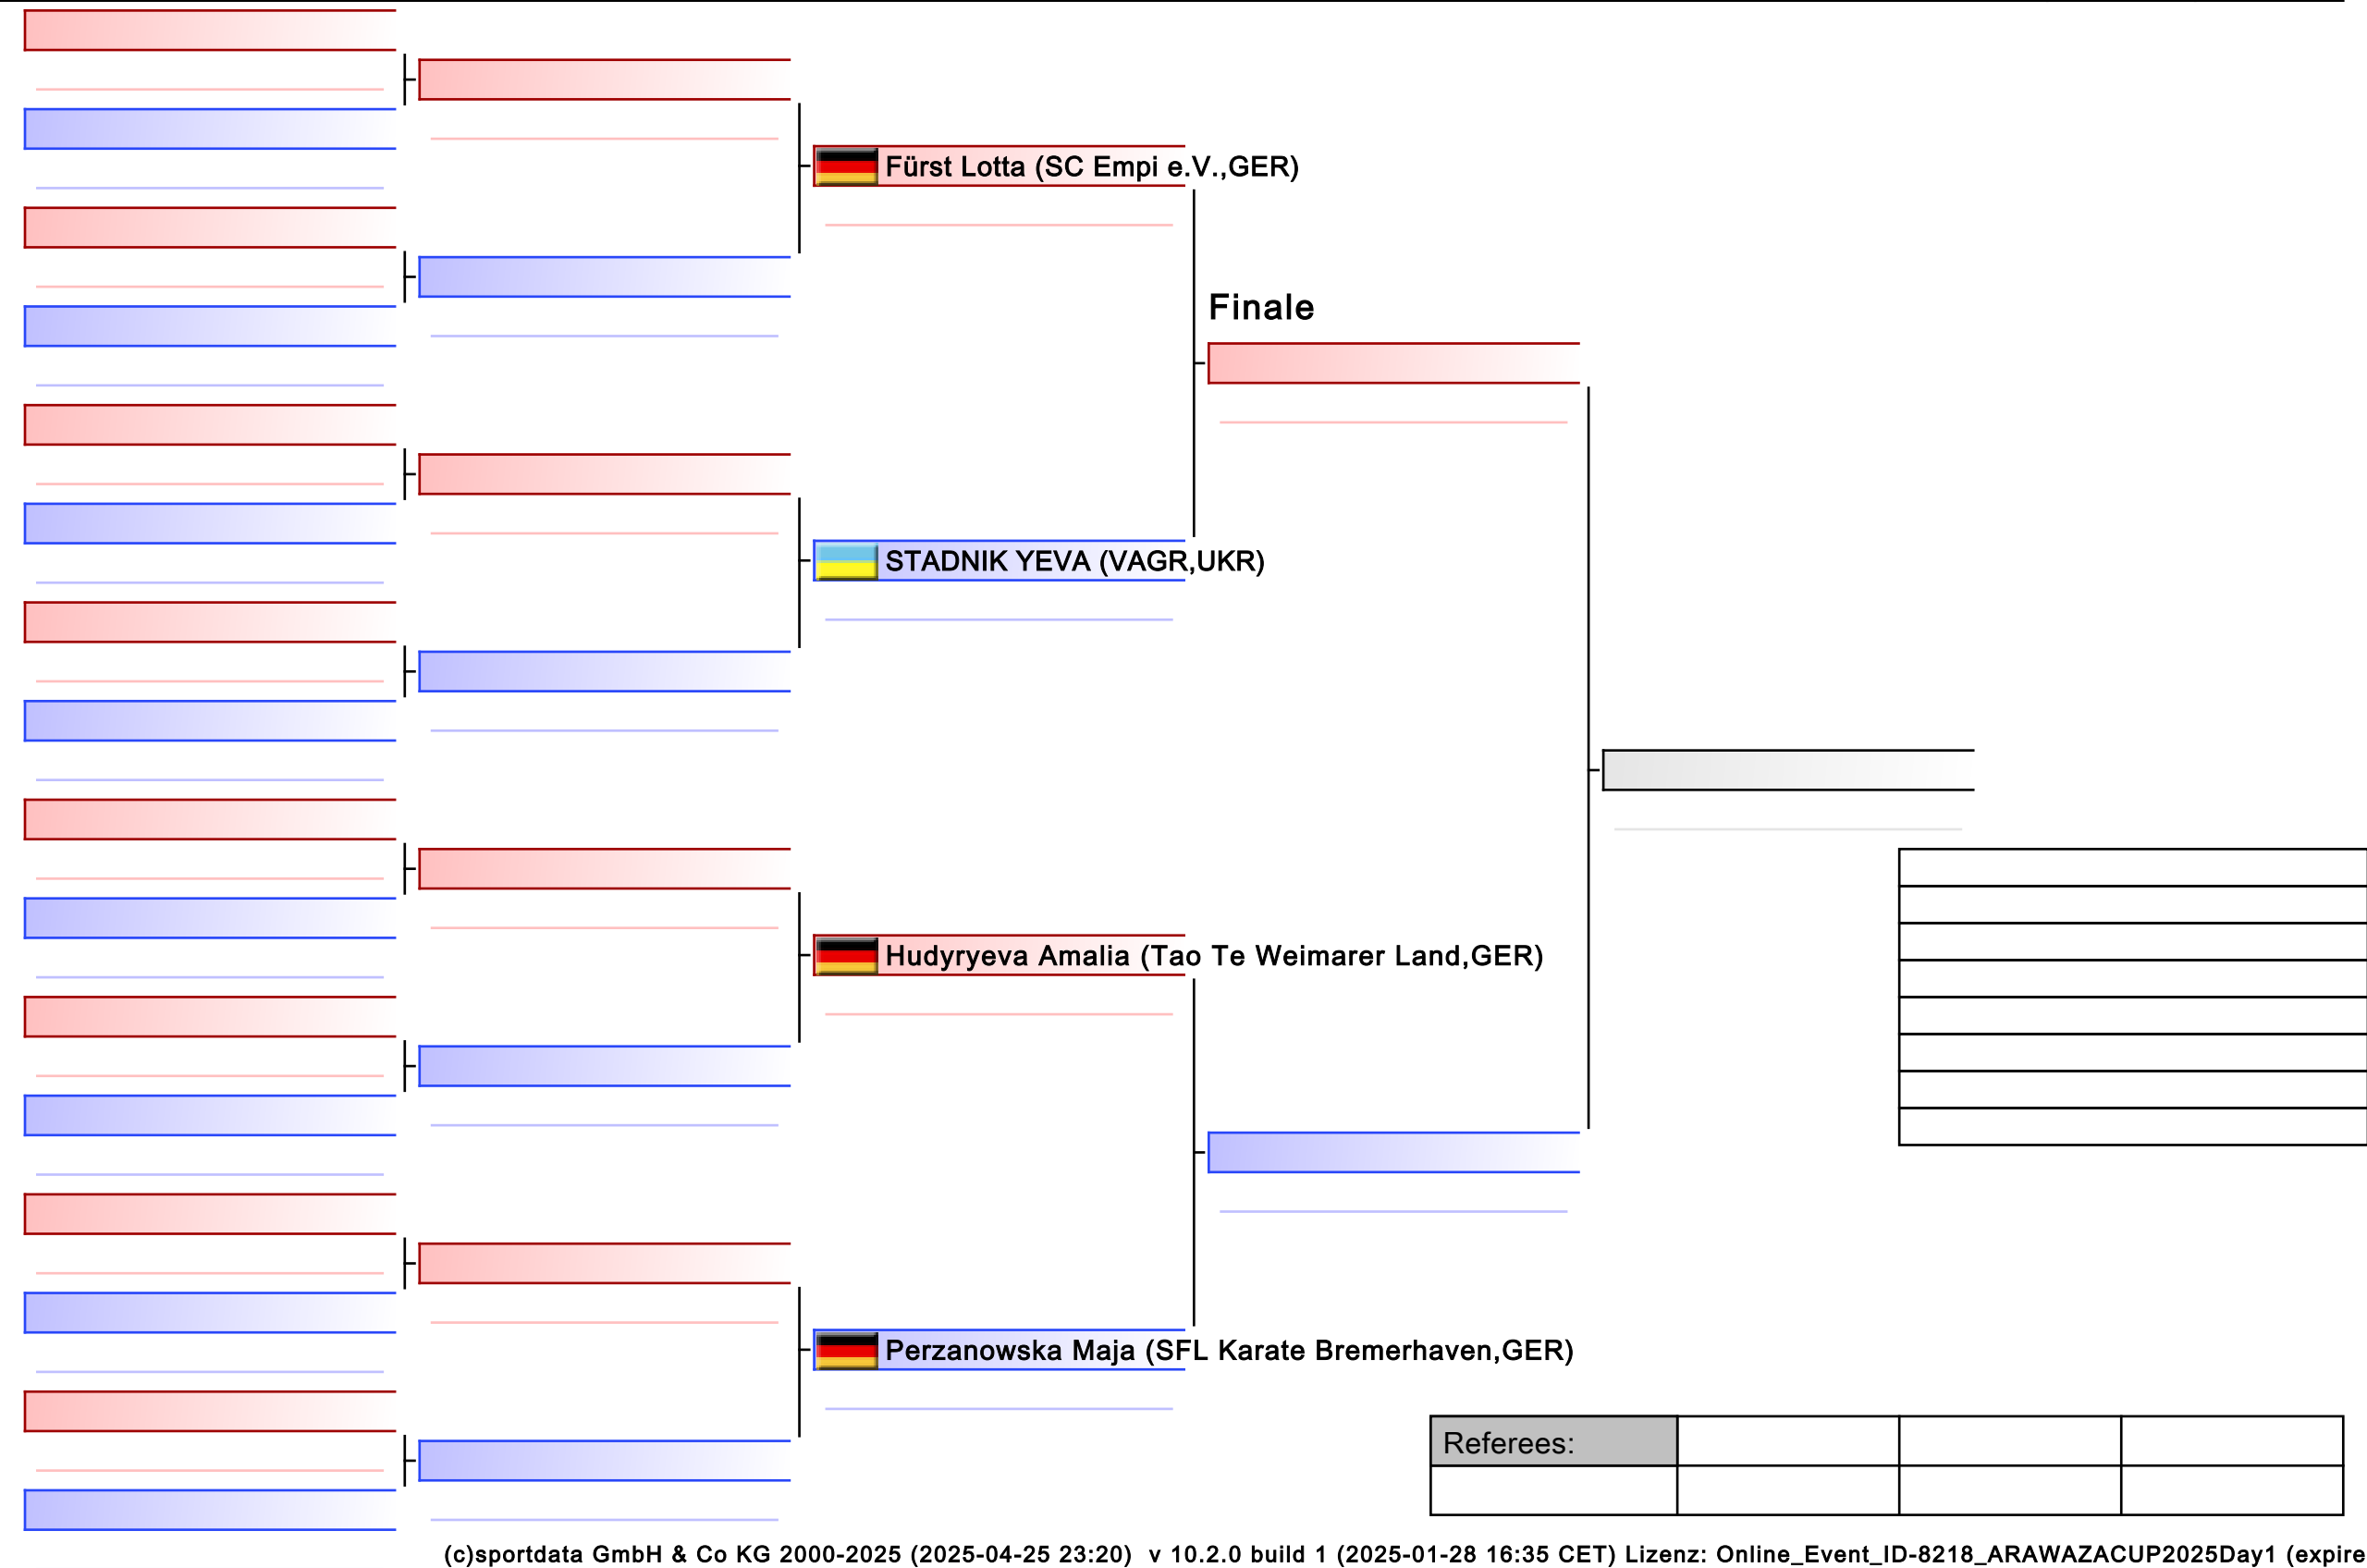 Fürst Lotta (SC Empi e.V.,GER)
Finale
STADNIK YEVA (VAGR,UKR)
Hudyryeva Amalia (Tao Te Weimarer Land,GER)
Perzanowska Maja (SFL Karate Bremerhaven,GER)
Referees:
(c)sportdata GmbH & Co KG 2000-2025 (2025-04-25 23:20) v 10.2.0 build 1 (2025-01-28 16:35 CET) Lizenz: Online_Event_ID-8218_ARAWAZACUP2025Day1 (expire